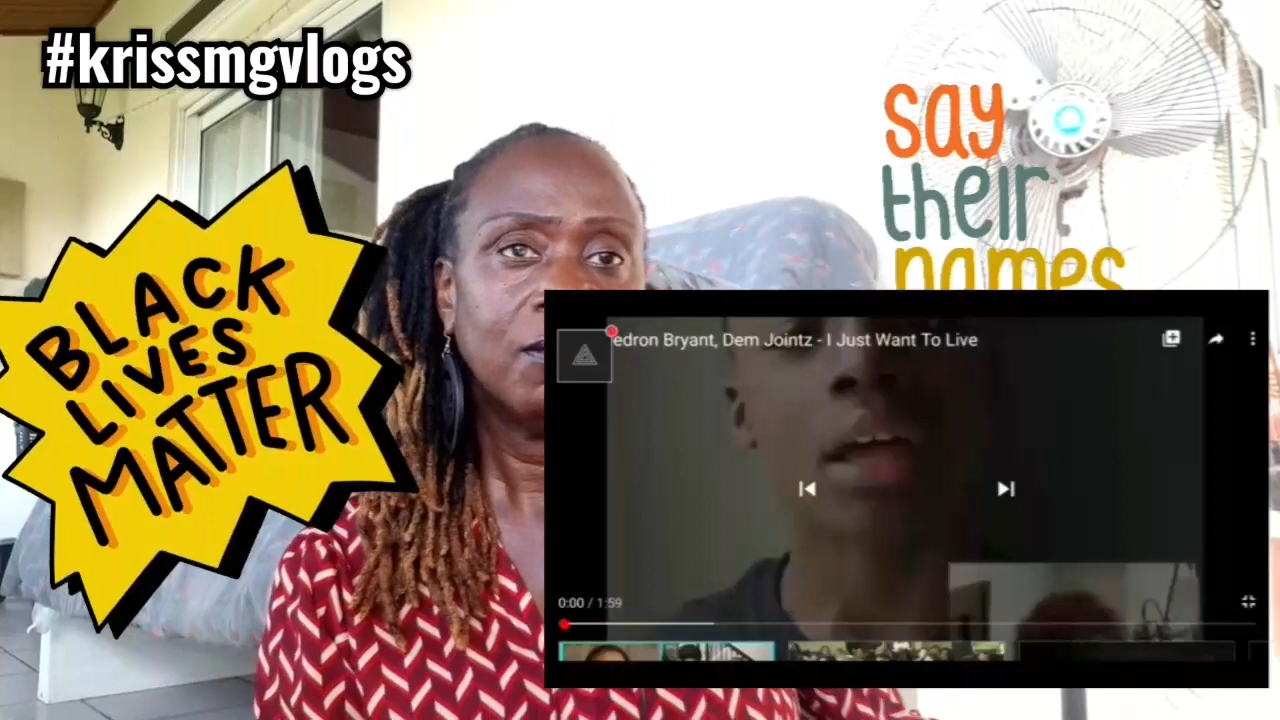 #krissmgvlogs
say
their
names
BLACK
LIVES
MATTER
edron Bryant, Dem Jointz - I Just Want To Live
0:00 / 1:59